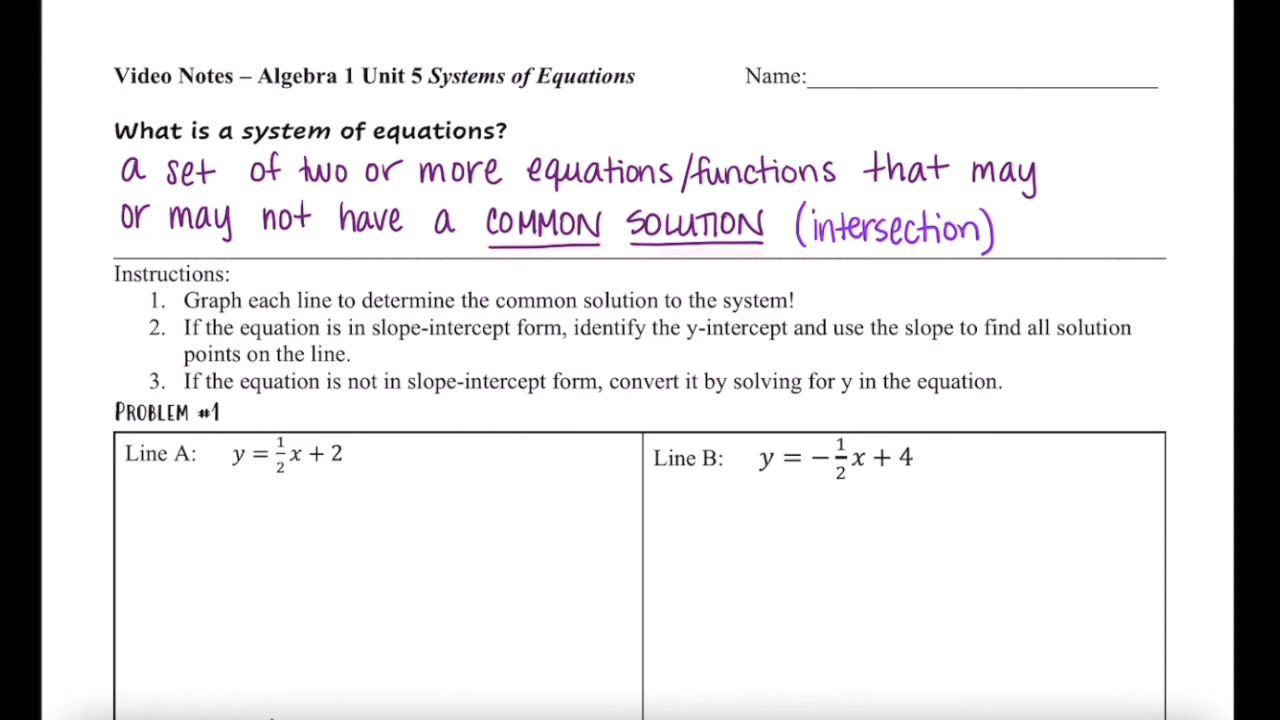 Video Notes – Algebra 1 Unit 5 Systems of Equations Name:
What is a system of equations?
a set of two or more equations/functions that may
or may not have a COMMON SOLUTION (intersection)
Instructions:
1. Graph each line to determine the common solution to the system!
2. If the equation is in slope-intercept form, identify the y-intercept and use the slope to find all solution
points on the line.
3. If the equation is not in slope-intercept form, convert it by solving for y in the equation.
PROBLEM #1
Line A: y = 1/2 x + 2
Line B: y = − 1/2 x + 4